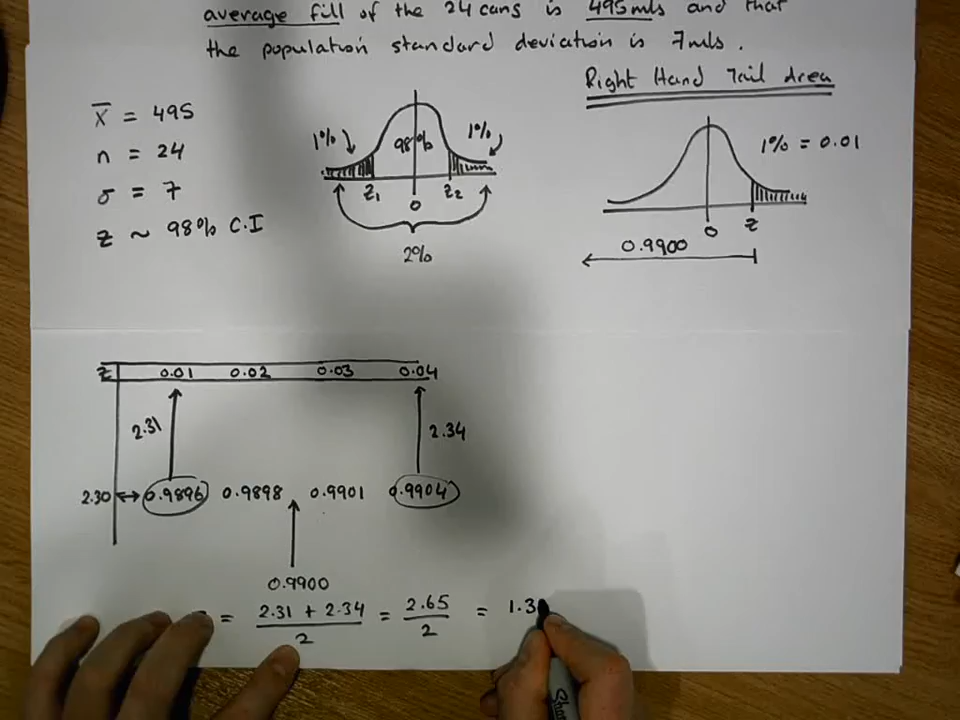 average fill of the 24 cans is 495mls and that
the population standard deviation is 7mls.
Right Hand Tail Area
x̄ = 495
n = 24
σ = 7
z ~ 98% C.I
1% 98% 1%
z₁ 0 z₂
2%
1% = 0.01
0 z
0.9900
z 0.01 0.02 0.03 0.04
2.31 2.34
2.30 ↔ 0.9896 0.9898 0.9901 0.9904
0.9900
= 2.31 + 2.34 / 2 = 2.65 / 2 = 1.3